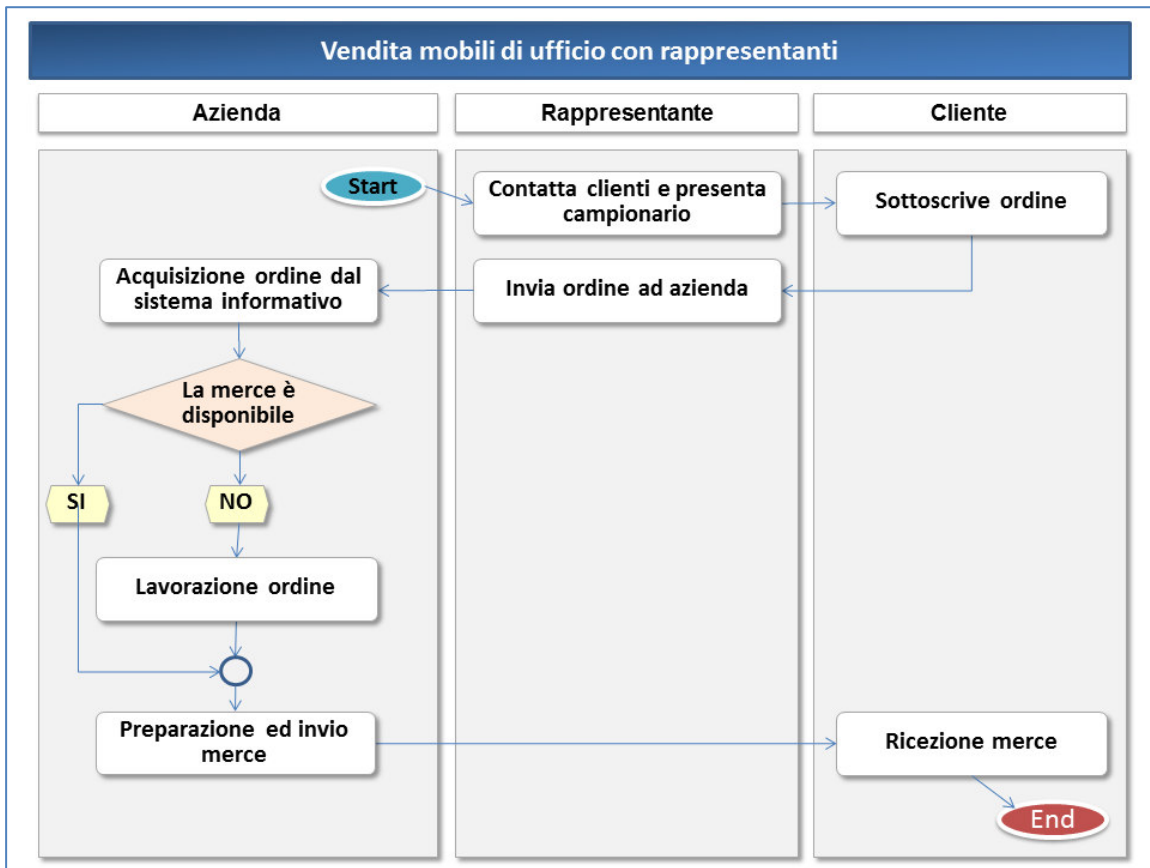 Vendita mobili di ufficio con rappresentanti
Azienda
Rappresentante
Cliente
Start
Contatta clienti e presenta
campionario
Sottoscrive ordine
Acquisizione ordine dal
sistema informativo
Invia ordine ad azienda
La merce è
disponibile
SI
NO
Lavorazione ordine
Preparazione ed invio
merce
Ricezione merce
End